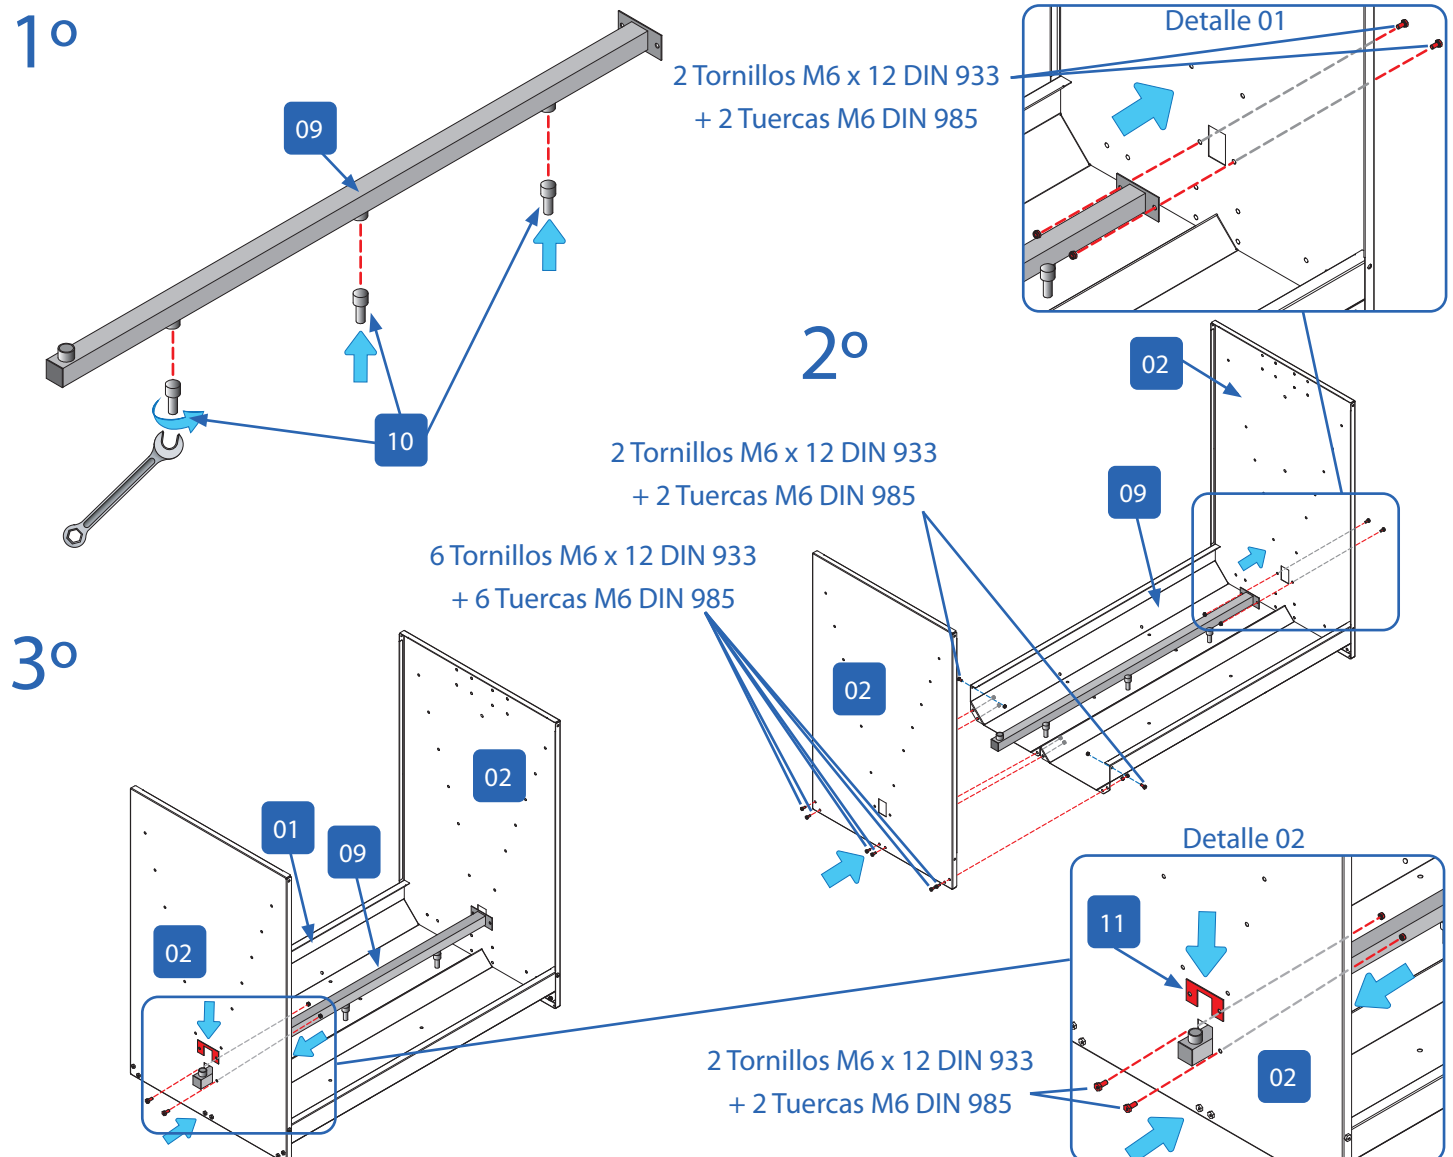 1º
09
10
Detalle 01
2 Tornillos M6 x 12 DIN 933
+ 2 Tuercas M6 DIN 985
2º
02
2 Tornillos M6 x 12 DIN 933
+ 2 Tuercas M6 DIN 985
09
6 Tornillos M6 x 12 DIN 933
+ 6 Tuercas M6 DIN 985
02
3º
02
01
09
02
Detalle 02
11
02
2 Tornillos M6 x 12 DIN 933
+ 2 Tuercas M6 DIN 985